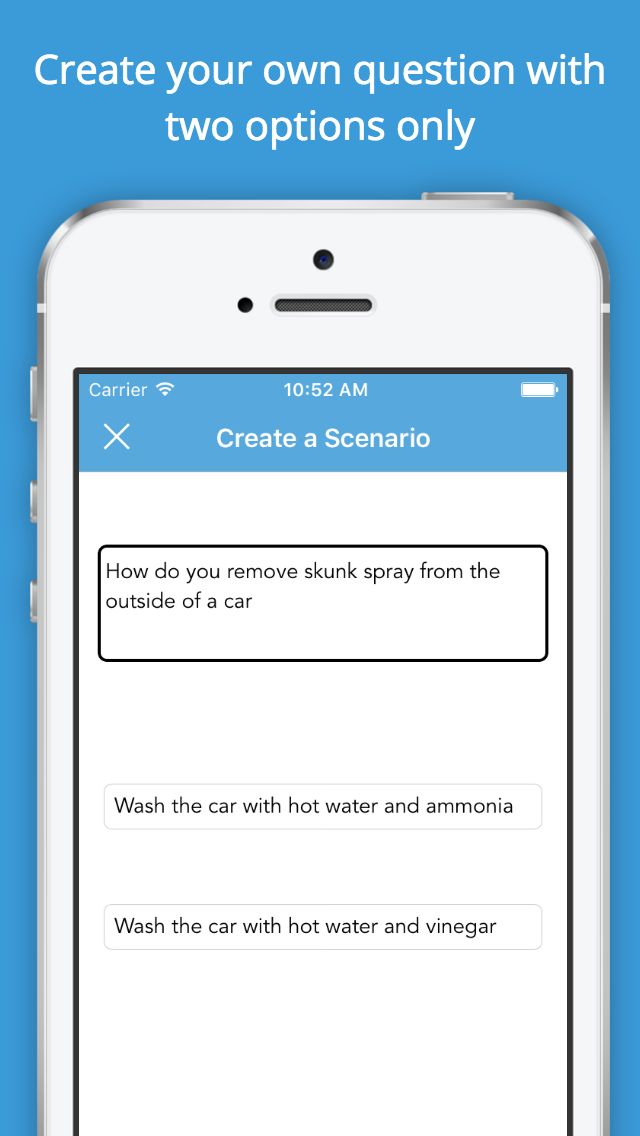 Create your own question with
two options only
Carrier 10:52 AM
Create a Scenario
How do you remove skunk spray from the
outside of a car
Wash the car with hot water and ammonia
Wash the car with hot water and vinegar